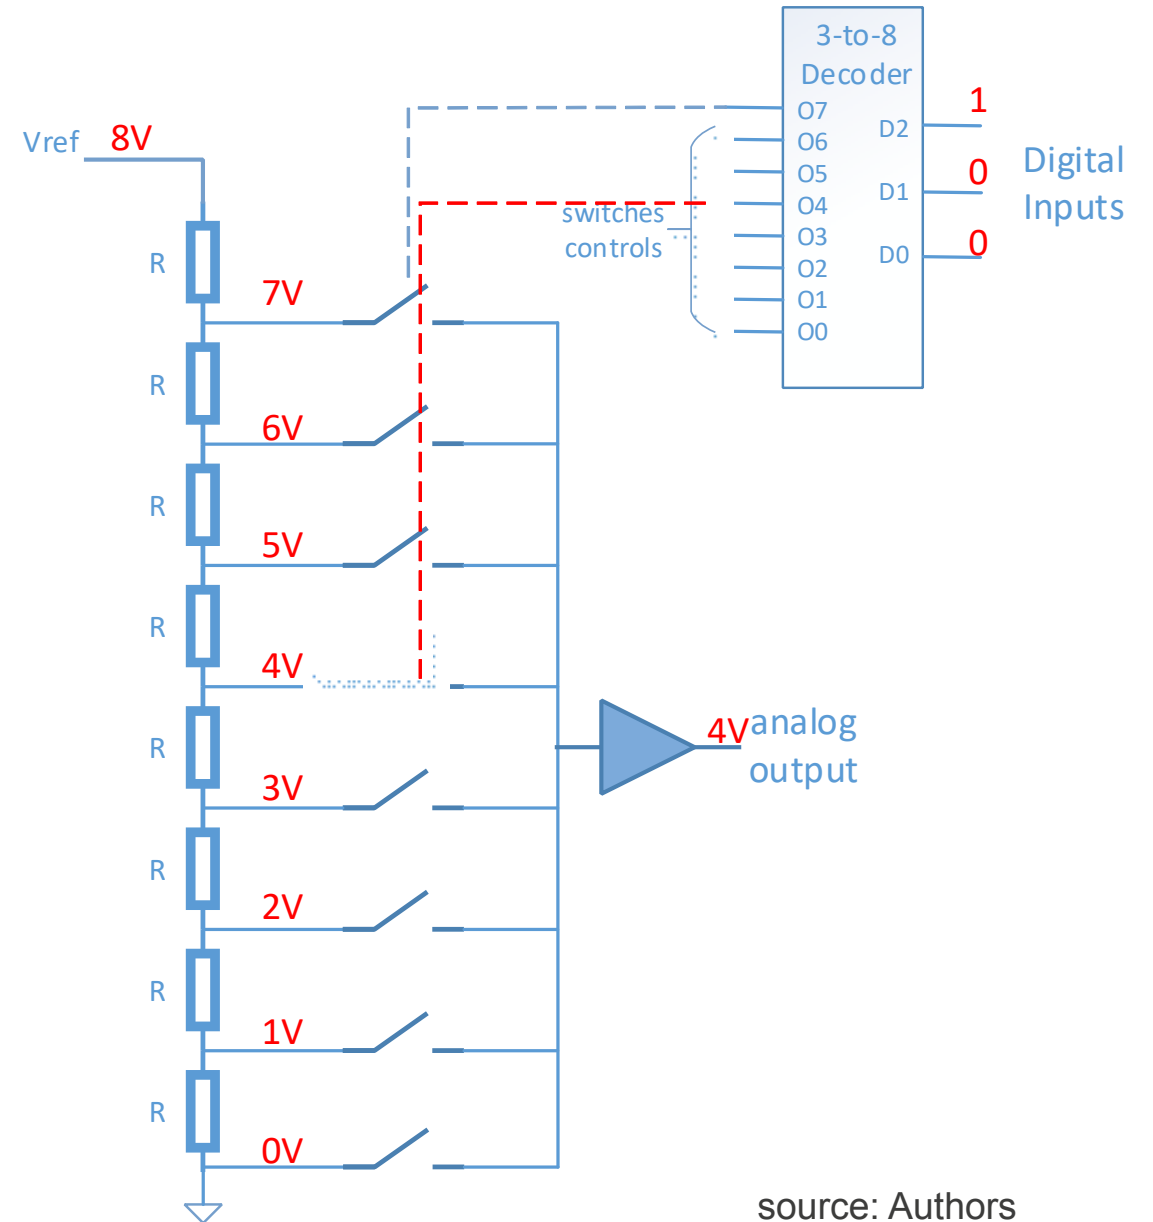 3-to-8
Decoder
Vref 8V
O7
O6
O5
O4
O3
O2
O1
O0
D2 1
D1 0
D0 0
Digital
Inputs
switches
controls
R
7V
R
6V
R
5V
R
4V
R
3V
R
2V
R
1V
R
0V
4V analog
output
source: Authors